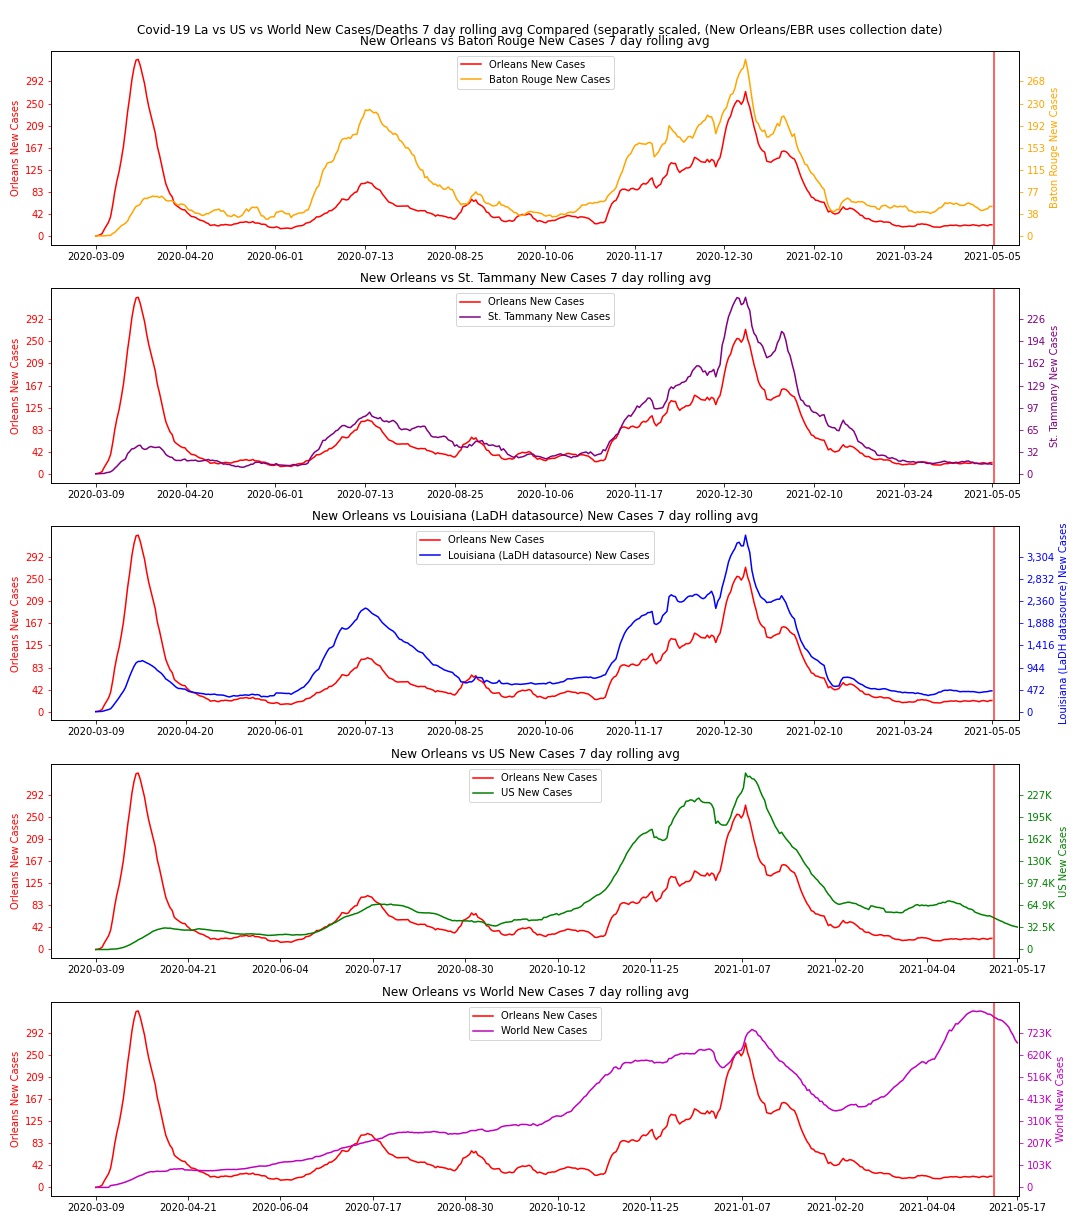 Covid-19 La vs US vs World New Cases/Deaths 7 day rolling avg Compared (separatly scaled, (New Orleans/EBR uses collection date)
New Orleans vs Baton Rouge New Cases 7 day rolling avg
Orleans New Cases
Baton Rouge New Cases
292
250
209
167
125
83
42
0
Orleans New Cases
268
230
192
153
115
77
38
0
Baton Rouge New Cases
2020-03-09 2020-04-20 2020-06-01 2020-07-13 2020-08-25 2020-10-06 2020-11-17 2020-12-30 2021-02-10 2021-03-24 2021-05-05
New Orleans vs St. Tammany New Cases 7 day rolling avg
Orleans New Cases
St. Tammany New Cases
292
250
209
167
125
83
42
0
Orleans New Cases
226
194
162
129
97
65
32
0
St. Tammany New Cases
2020-03-09 2020-04-20 2020-06-01 2020-07-13 2020-08-25 2020-10-06 2020-11-17 2020-12-30 2021-02-10 2021-03-24 2021-05-05
New Orleans vs Louisiana (LaDH datasource) New Cases 7 day rolling avg
Orleans New Cases
Louisiana (LaDH datasource) New Cases
292
250
209
167
125
83
42
0
Orleans New Cases
3,304
2,832
2,360
1,888
1,416
944
472
0
Louisiana (LaDH datasource) New Cases
2020-03-09 2020-04-20 2020-06-01 2020-07-13 2020-08-25 2020-10-06 2020-11-17 2020-12-30 2021-02-10 2021-03-24 2021-05-05
New Orleans vs US New Cases 7 day rolling avg
Orleans New Cases
US New Cases
292
250
209
167
125
83
42
0
Orleans New Cases
227K
195K
162K
130K
97.4K
64.9K
32.5K
0
US New Cases
2020-03-09 2020-04-21 2020-06-04 2020-07-17 2020-08-30 2020-10-12 2020-11-25 2021-01-07 2021-02-20 2021-04-04 2021-05-17
New Orleans vs World New Cases 7 day rolling avg
Orleans New Cases
World New Cases
292
250
209
167
125
83
42
0
Orleans New Cases
723K
620K
516K
413K
310K
207K
103K
0
World New Cases
2020-03-09 2020-04-21 2020-06-04 2020-07-17 2020-08-30 2020-10-12 2020-11-25 2021-01-07 2021-02-20 2021-04-04 2021-05-17